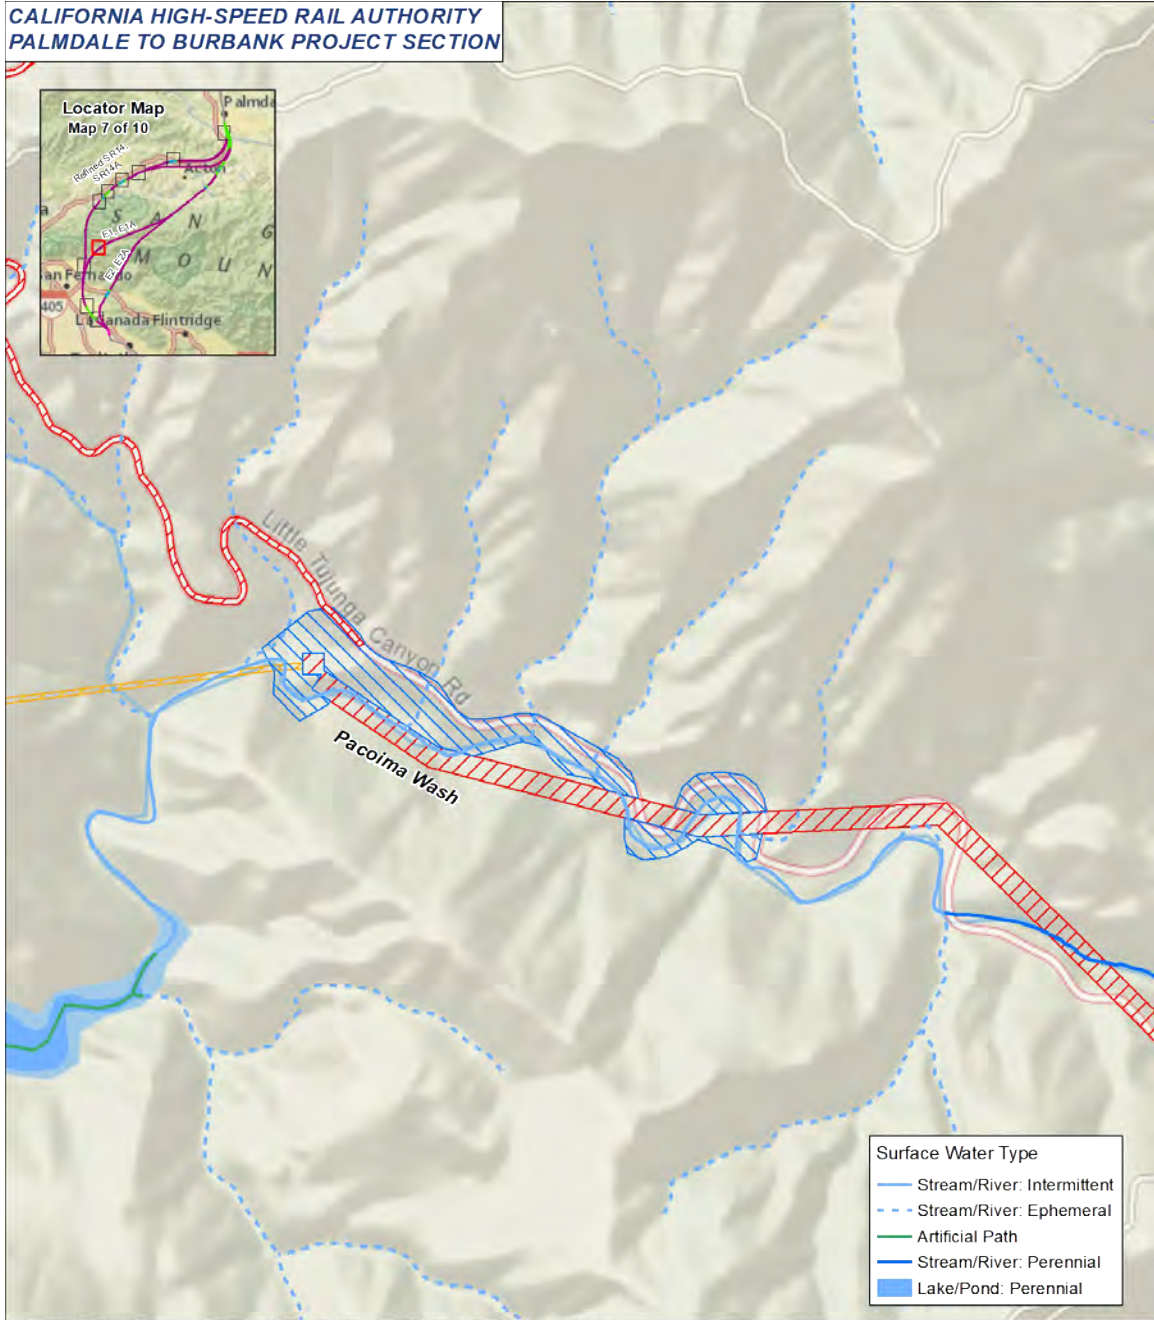 CALIFORNIA HIGH-SPEED RAIL AUTHORITY
PALMDALE TO BURBANK PROJECT SECTION
Locator Map
Map 7 of 10
Palmda
Refined SR14,
SR14A
Acton
a
S A N
G
E1, E1A
M O U N
E2, E2A
an Fernando
405
La Canada Flintridge
Little Tujunga Canyon Rd
Pacoima Wash
Surface Water Type
Stream/River: Intermittent
Stream/River: Ephemeral
Artificial Path
Stream/River: Perennial
Lake/Pond: Perennial